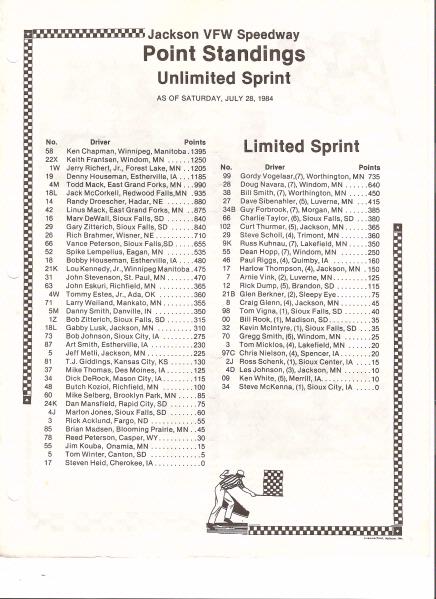 Jackson VFW Speedway
Point Standings
Unlimited Sprint
AS OF SATURDAY, JULY 28, 1984
No. Driver Points
58 Ken Chapman, Winnipeg, Manitoba .1395
22X Keith Frantsen, Windom, MN ......1250
1W Jerry Richert, Jr., Forest Lake, MN ..1205
19 Denny Houseman, Estherville, IA ...1185
4M Todd Mack, East Grand Forks, MN ...990
18L Jack McCorkell, Redwood Falls, MN .935
14 Randy Droescher, Hadar, NE .......880
42 Linus Mack, East Grand Forks, MN ..875
16 Marv DeWall, Sioux Falls, SD .......840
29 Gary Zitterich, Sioux Falls, SD .....840
26 Rich Brahmer, Wisner, NE .........710
66 Vance Peterson, Sioux Falls, SD .....655
52 Spike Lempelius, Eagan, MN .......535
18 Bobby Houseman, Estherville, IA ....480
21K Lou Kennedy, Jr., Winnipeg Manitoba .475
31 John Stevenson, St. Paul, MN ......470
63 John Eskuri, Richfield, MN ........365
4W Tommy Estes, Jr., Ada, OK ........360
71 Larry Weiland, Mankato, MN .......355
5M Danny Smith, Danville, IN .........350
1Z Bob Zitterich, Sioux Falls, SD ......315
18L Gabby Lusk, Jackson, MN ........310
73 Bob Johnson, Sioux City, IA .......275
87 Art Smith, Estherville, IA .........230
5 Jeff Metli, Jackson, MN ..........225
81 T.J. Giddings, Kansas City, KS .....130
37 Mike Thomas, Des Moines, IA ......125
34 Dick DeRock, Mason City, IA .......115
48 Butch Koziol, Richfield, MN .......100
60 Mike Selberg, Brooklyn Park, MN ....85
24K Dan Mansfield, Rapid City, SD .....75
4J Marlon Jones, Sioux Falls, SD ......60
3 Rick Acklund, Fargo, ND ..........55
85 Brian Madsen, Blooming Prairie, MN ..45
78 Reed Peterson, Casper, WY ........30
55 Jim Kouba, Onamia, MN ..........15
5 Tom Winter, Canton, SD ...........5
17 Steven Heid, Cherokee, IA .........0
Limited Sprint
No. Driver Points
99 Gordy Vogelaar, (7), Worthington, MN 735
28 Doug Navara, (7), Windom, MN ......640
38 Bill Smith, (7), Worthington, MN .....450
27 Dave Sibenahler, (5), Luverne, MN ...415
34B Guy Forbrook, (7), Morgan, MN .....385
66 Charlie Taylor, (6), Sioux Falls, SD ...380
102 Curt Thurmer, (5), Jackson, MN .....365
29 Steve Scholl, (4), Trimont, MN ......360
9K Russ Kuhnau, (7), Lakefield, MN .....350
55 Dean Hopp, (7), Windom, MN .......250
46 Paul Riggs, (4), Quimby, IA .........160
17 Harlow Thompson, (4), Jackson, MN .150
7 Arnie Vink, (2), Luverne, MN ........125
12 Rick Dump, (5), Brandon, SD .......115
21B Glen Berkner, (2), Sleepy Eye ........75
8 Craig Glenn, (4), Jackson, MN .......45
98 Tom Vigna, (1), Sioux Falls, SD ......40
00 Bill Rook, (1), Madison, SD .........35
32 Kevin McIntyre, (1), Sioux Falls, SD ...35
70 Gregg Smith, (6), Windom, MN ......25
3 Tom Micklos, (4), Lakefield, MN .....20
97C Chris Nielson, (4), Spencer, IA .......20
2J Ross Schenk, (1), Sioux Center, IA ....15
4D Les Johnson, (3), Jackson, MN .......10
09 Ken White, (5), Merrill, IA ..........10
34 Steve McKenna, (1), Sioux City, IA ....0